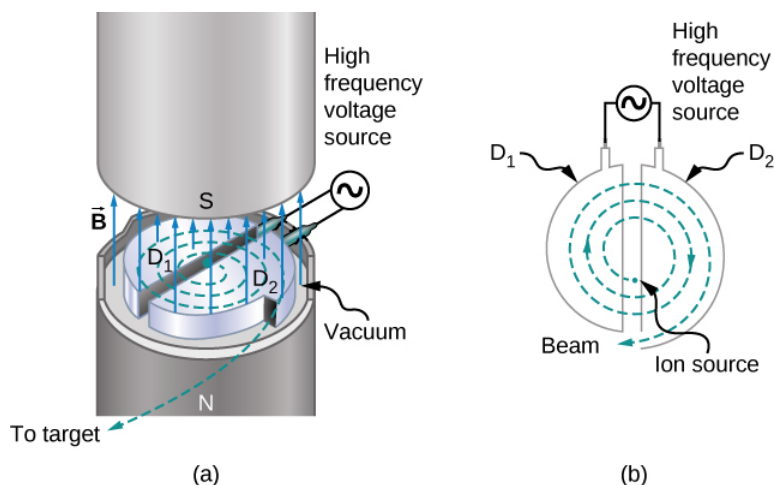 High
frequency
voltage
source
S
B
D1
D2
Vacuum
N
To target
(a)
High
frequency
voltage
source
D1
D2
Beam
Ion source
(b)